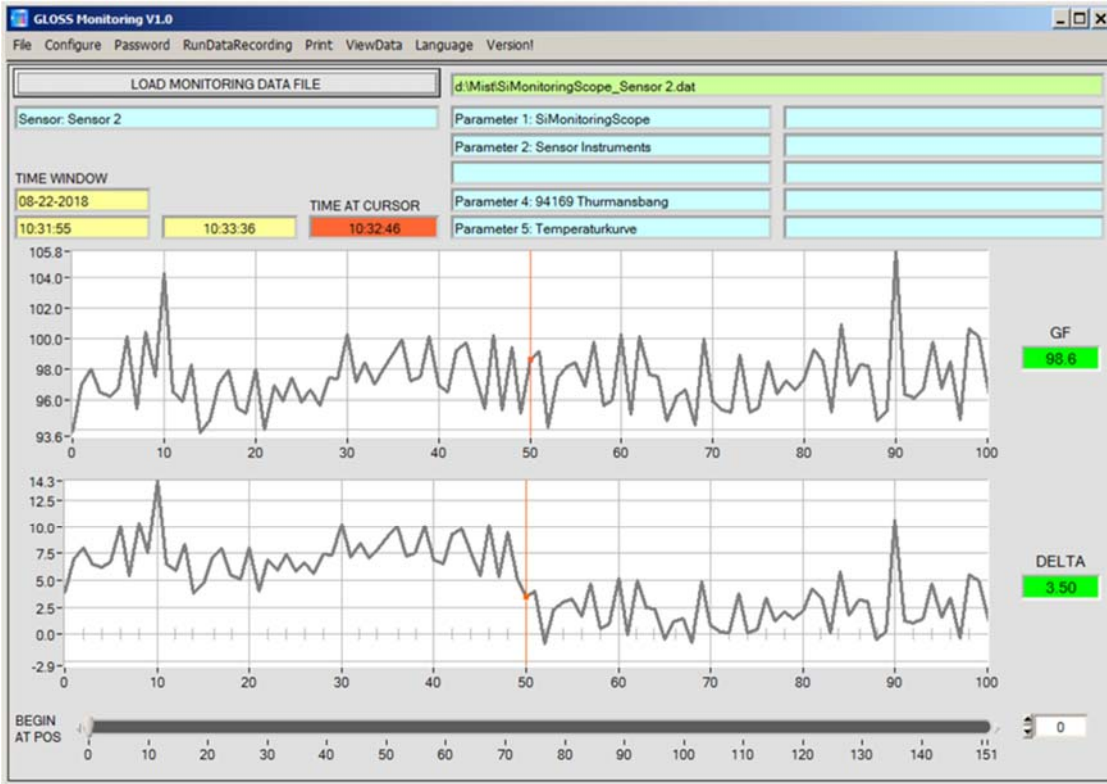 GLOSS Monitoring V1.0
File Configure Password RunDataRecording Print ViewData Language Version!
LOAD MONITORING DATA FILE
d:\Mist\SiMonitoringScope_Sensor 2.dat
Sensor: Sensor 2
Parameter 1: SiMonitoringScope
Parameter 2: Sensor Instruments
TIME WINDOW
08-22-2018
TIME AT CURSOR
Parameter 4: 94169 Thurmansbang
10:31:55 10:33:36 10:32:46
Parameter 5: Temperaturkurve
105.8
104.0
102.0
100.0
98.0
96.0
93.6
0 10 20 30 40 50 60 70 80 90 100
GF
98.6
14.3
12.5
10.0
7.5
5.0
2.5
0.0
-2.9
0 10 20 30 40 50 60 70 80 90 100
DELTA
3.50
BEGIN
AT POS
0 10 20 30 40 50 60 70 80 90 100 110 120 130 140 151
0